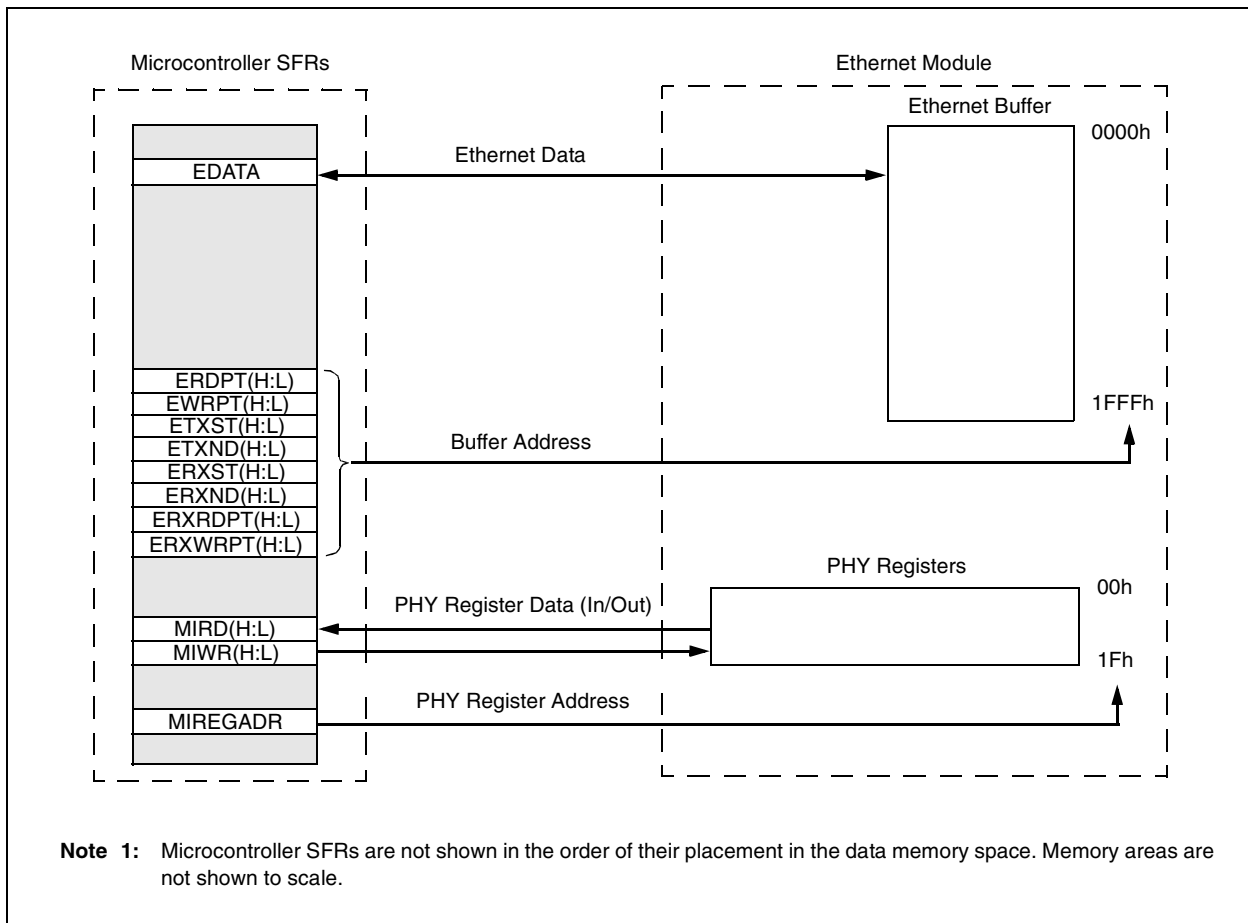 Microcontroller SFRs
Ethernet Module
Ethernet Buffer
0000h
Ethernet Data
EDATA
ERDPT(H:L)
EWRPT(H:L)
ETXST(H:L)
ETXND(H:L)
ERXST(H:L)
ERXND(H:L)
ERXRDPT(H:L)
ERXWRPT(H:L)
1FFFh
Buffer Address
PHY Registers
00h
PHY Register Data (In/Out)
MIRD(H:L)
MIWR(H:L)
1Fh
PHY Register Address
MIREGADR
Note 1: Microcontroller SFRs are not shown in the order of their placement in the data memory space. Memory areas are
not shown to scale.